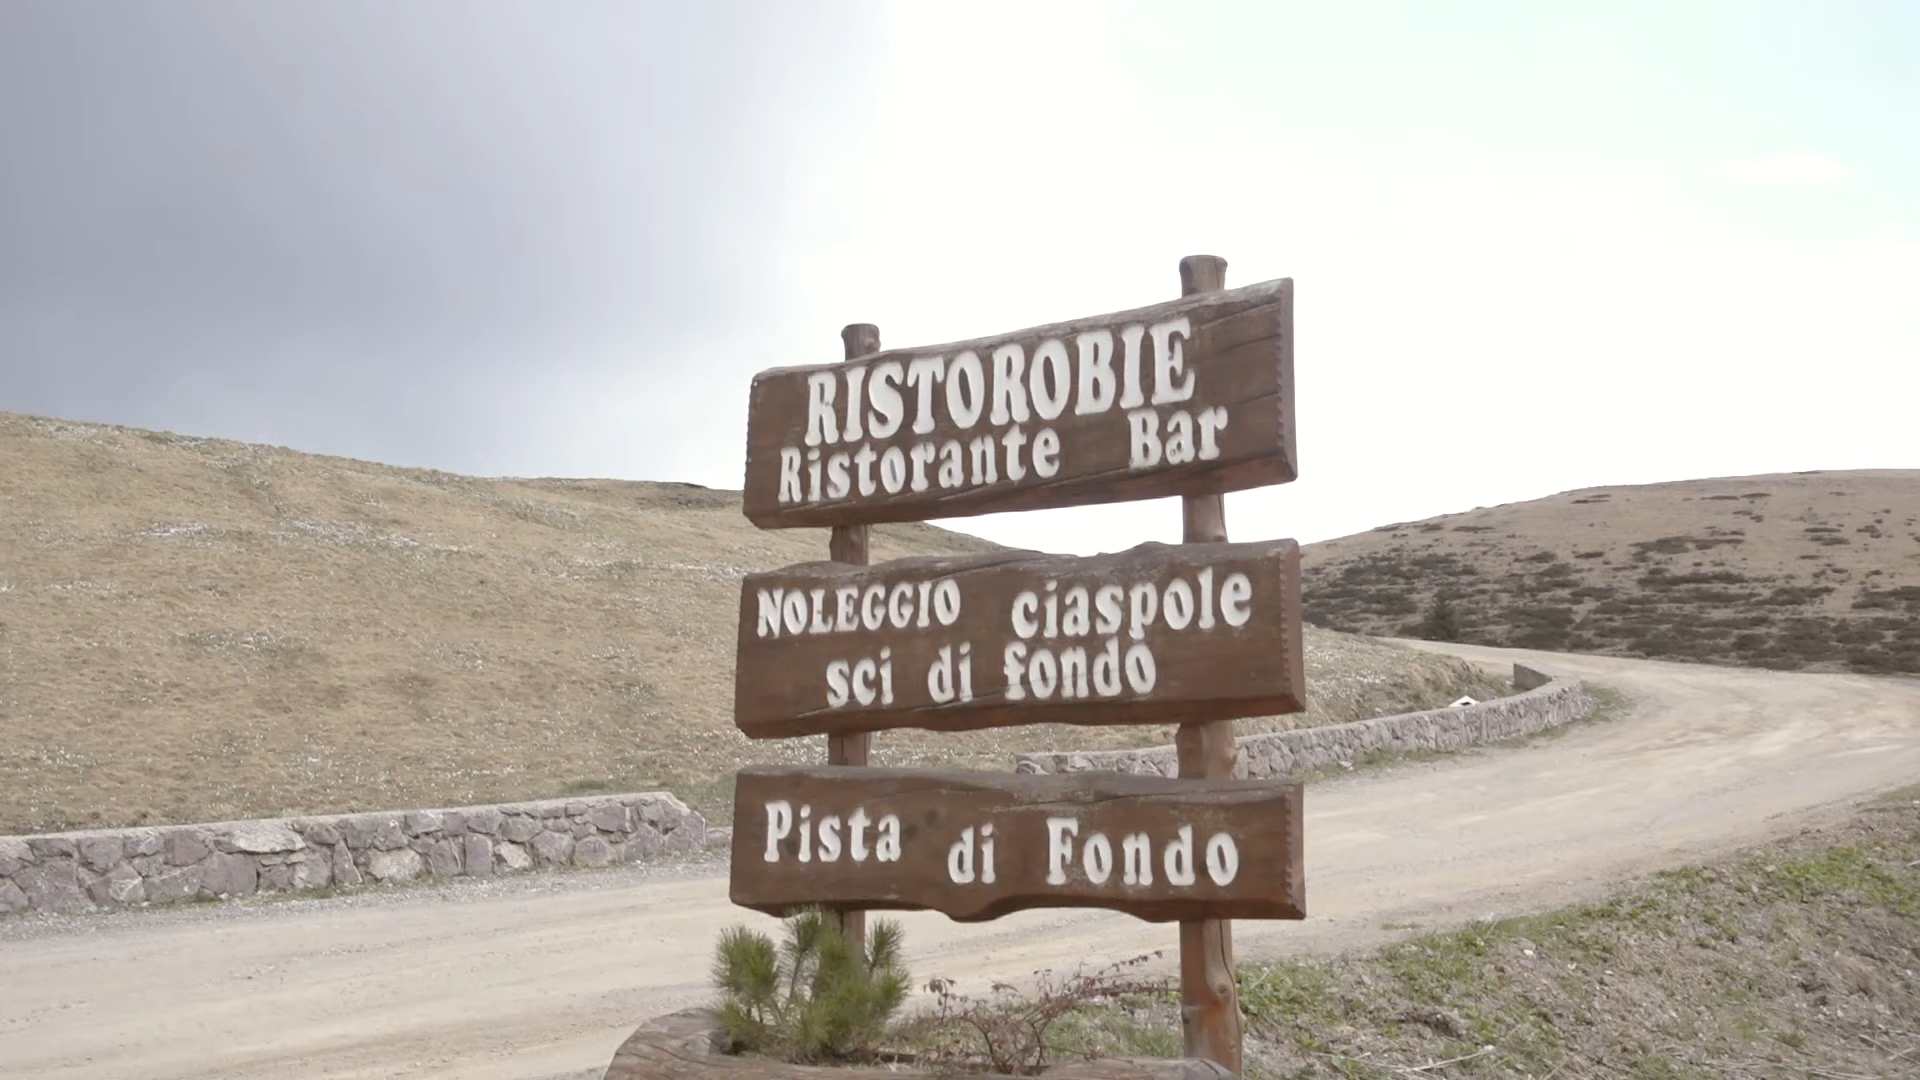 RISTOROBIE
Ristorante Bar
NOLEGGIO ciaspole
sci di fondo
Pista di Fondo